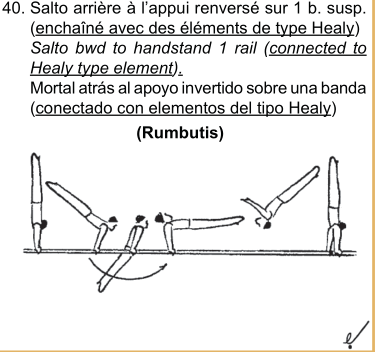 40. Salto arrière à l'appui renversé sur 1 b. susp.
(enchaîné avec des éléments de type Healy)
Salto bwd to handstand 1 rail (connected to
Healy type element).
Mortal atrás al apoyo invertido sobre una banda
(conectado con elementos del tipo Healy)
(Rumbutis)